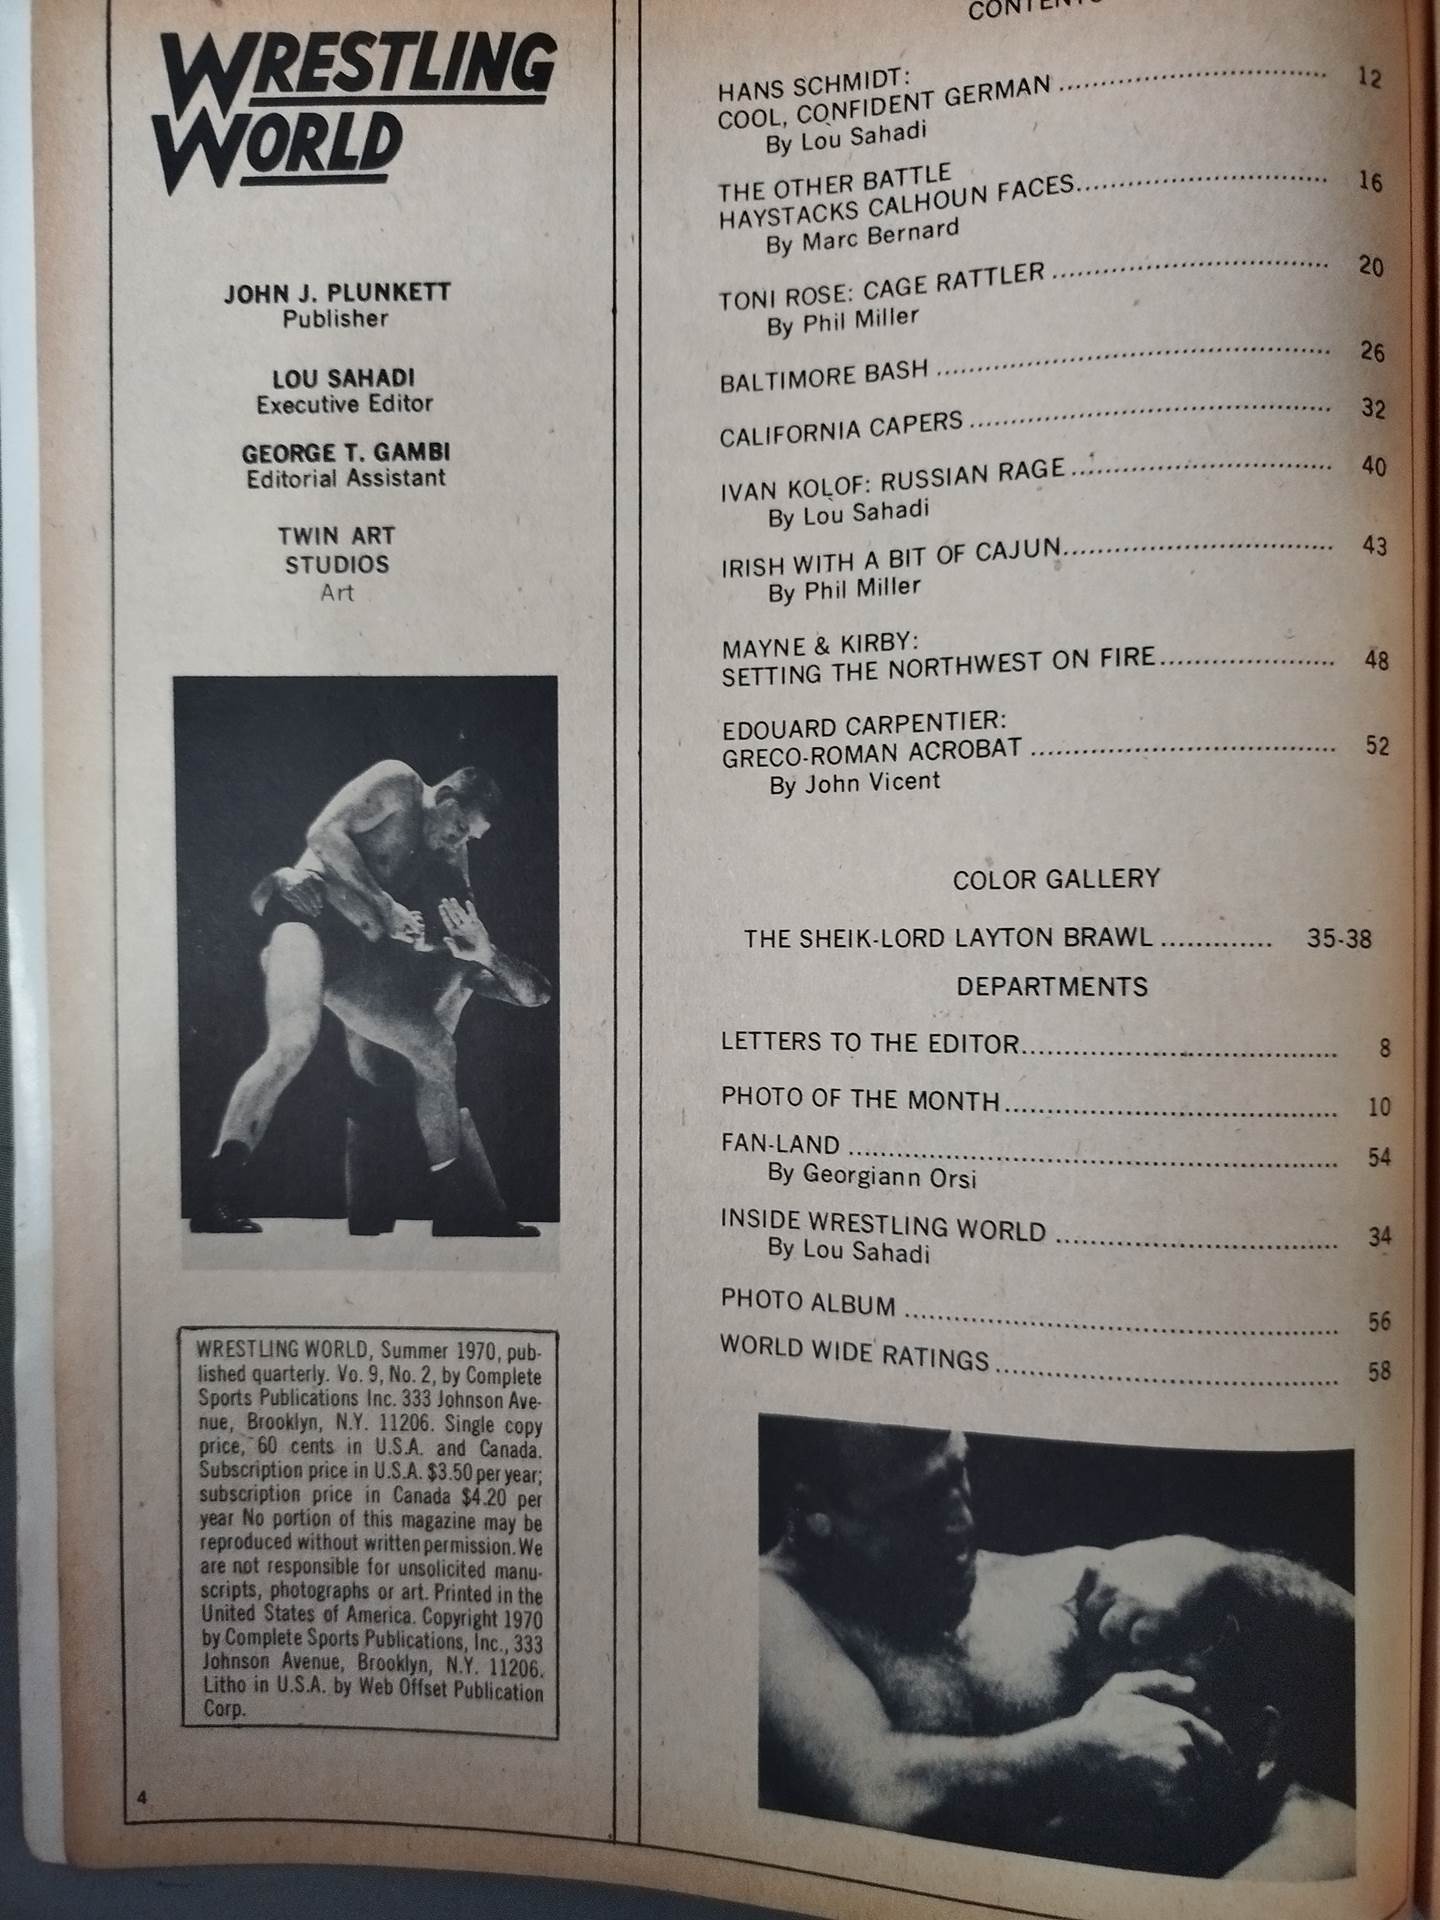 WRESTLING
WORLD
JOHN J. PLUNKETT
Publisher
LOU SAHADI
Executive Editor
GEORGE T. GAMBI
Editorial Assistant
TWIN ART
STUDIOS
Art
WRESTLING WORLD, Summer 1970, pub-
lished quarterly. Vo. 9, No. 2, by Complete
Sports Publications Inc. 333 Johnson Ave-
nue, Brooklyn, N.Y. 11206. Single copy
price, 60 cents in U.S.A. and Canada.
Subscription price in U.S.A. $3.50 per year;
subscription price in Canada $4.20 per
year No portion of this magazine may be
reproduced without written permission. We
are not responsible for unsolicited manu-
scripts, photographs or art. Printed in the
United States of America. Copyright 1970
by Complete Sports Publications, Inc., 333
Johnson Avenue, Brooklyn, N.Y. 11206.
Litho in U.S.A. by Web Offset Publication
Corp.
4
CONTENTS
HANS SCHMIDT:
COOL, CONFIDENT GERMAN .......... 12
By Lou Sahadi
THE OTHER BATTLE
HAYSTACKS CALHOUN FACES.......... 16
By Marc Bernard
TONI ROSE: CAGE RATTLER .......... 20
By Phil Miller
BALTIMORE BASH .......... 26
CALIFORNIA CAPERS .......... 32
IVAN KOLOF: RUSSIAN RAGE .......... 40
By Lou Sahadi
IRISH WITH A BIT OF CAJUN.......... 43
By Phil Miller
MAYNE & KIRBY:
SETTING THE NORTHWEST ON FIRE.......... 48
EDOUARD CARPENTIER:
GRECO-ROMAN ACROBAT .......... 52
By John Vicent
COLOR GALLERY
THE SHEIK-LORD LAYTON BRAWL ............. 35-38
DEPARTMENTS
LETTERS TO THE EDITOR.......... 8
PHOTO OF THE MONTH.......... 10
FAN-LAND .......... 54
By Georgiann Orsi
INSIDE WRESTLING WORLD .......... 34
By Lou Sahadi
PHOTO ALBUM .......... 56
WORLD WIDE RATINGS .......... 58